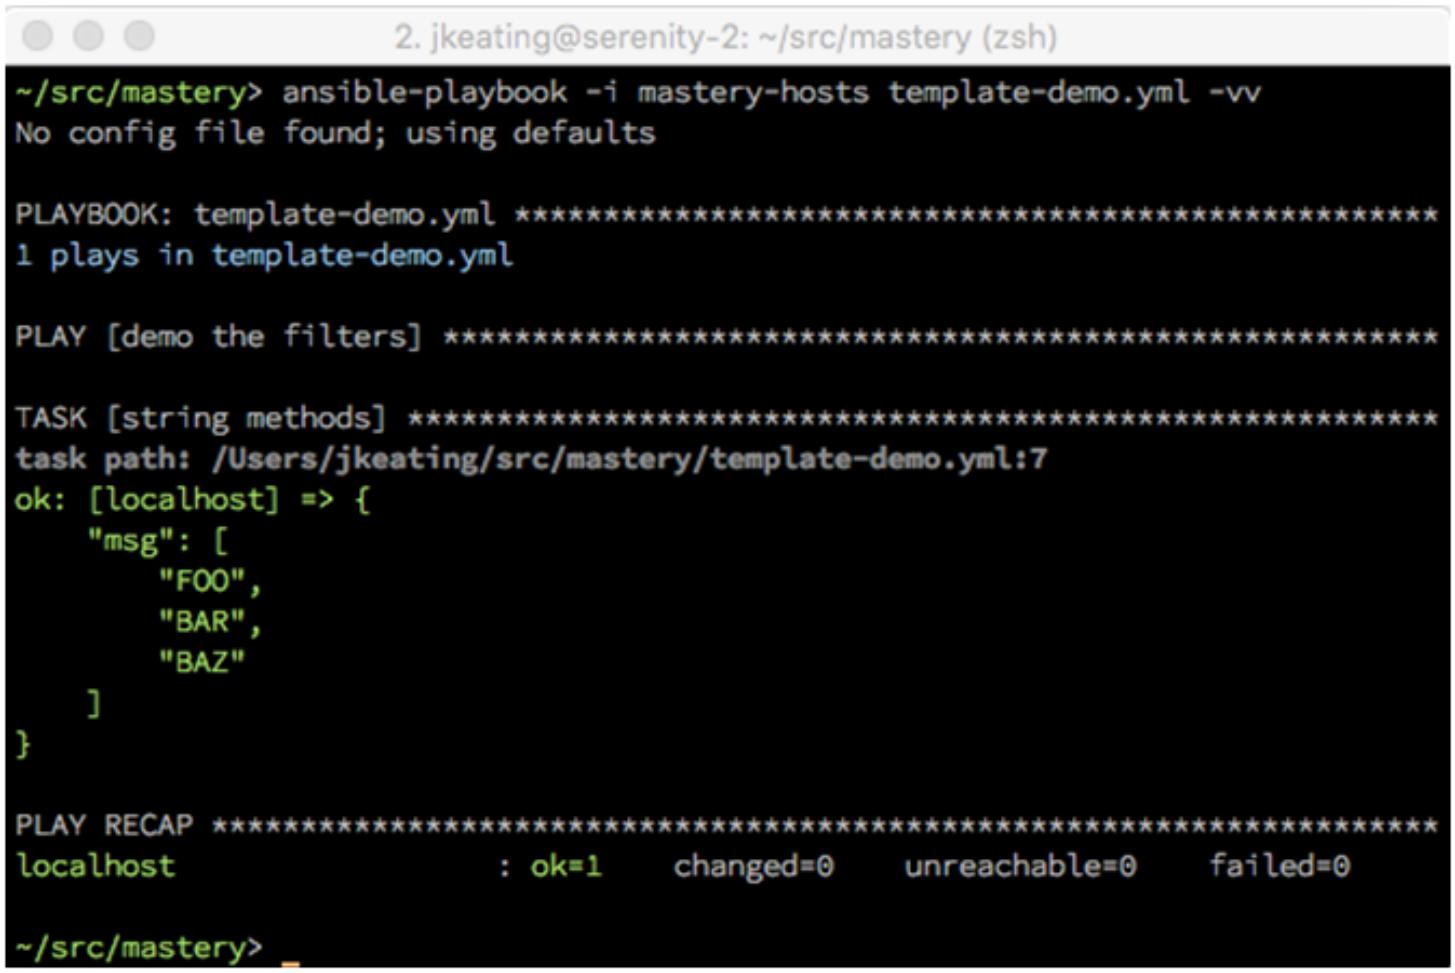 2. jkeating@serenity-2: ~/src/mastery (zsh)
~/src/mastery> ansible-playbook -i mastery-hosts template-demo.yml -vv
No config file found; using defaults
PLAYBOOK: template-demo.yml ****************************************************
1 plays in template-demo.yml
PLAY [demo the filters] ********************************************************
TASK [string methods] **********************************************************
task path: /Users/jkeating/src/mastery/template-demo.yml:7
ok: [localhost] => {
    "msg": [
        "FOO",
        "BAR",
        "BAZ"
    ]
}
PLAY RECAP *********************************************************************
localhost                  : ok=1    changed=0    unreachable=0    failed=0
~/src/mastery> _